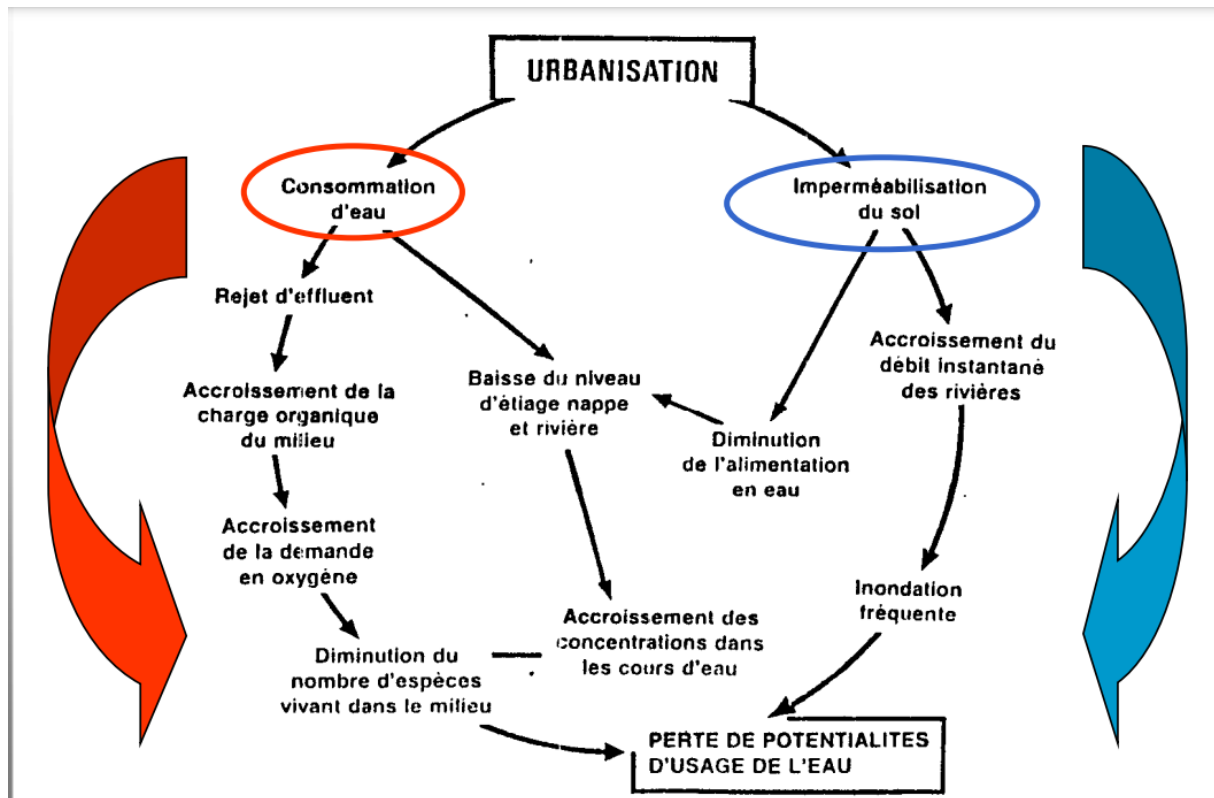 URBANISATION
Consommation
d'eau
Imperméabilisation
du sol
Rejet d'effluent
Accroissement du
débit instantané
des rivières
Accroissement de la
charge organique
du milieu
Baisse du niveau
d'étiage nappe
et rivière
Diminution
de l'alimentation
en eau
Accroissement
de la demande
en oxygène
Inondation
fréquente
Accroissement des
concentrations dans
les cours d'eau
Diminution du
nombre d'espèces
vivant dans le milieu
PERTE DE POTENTIALITES
D'USAGE DE L'EAU